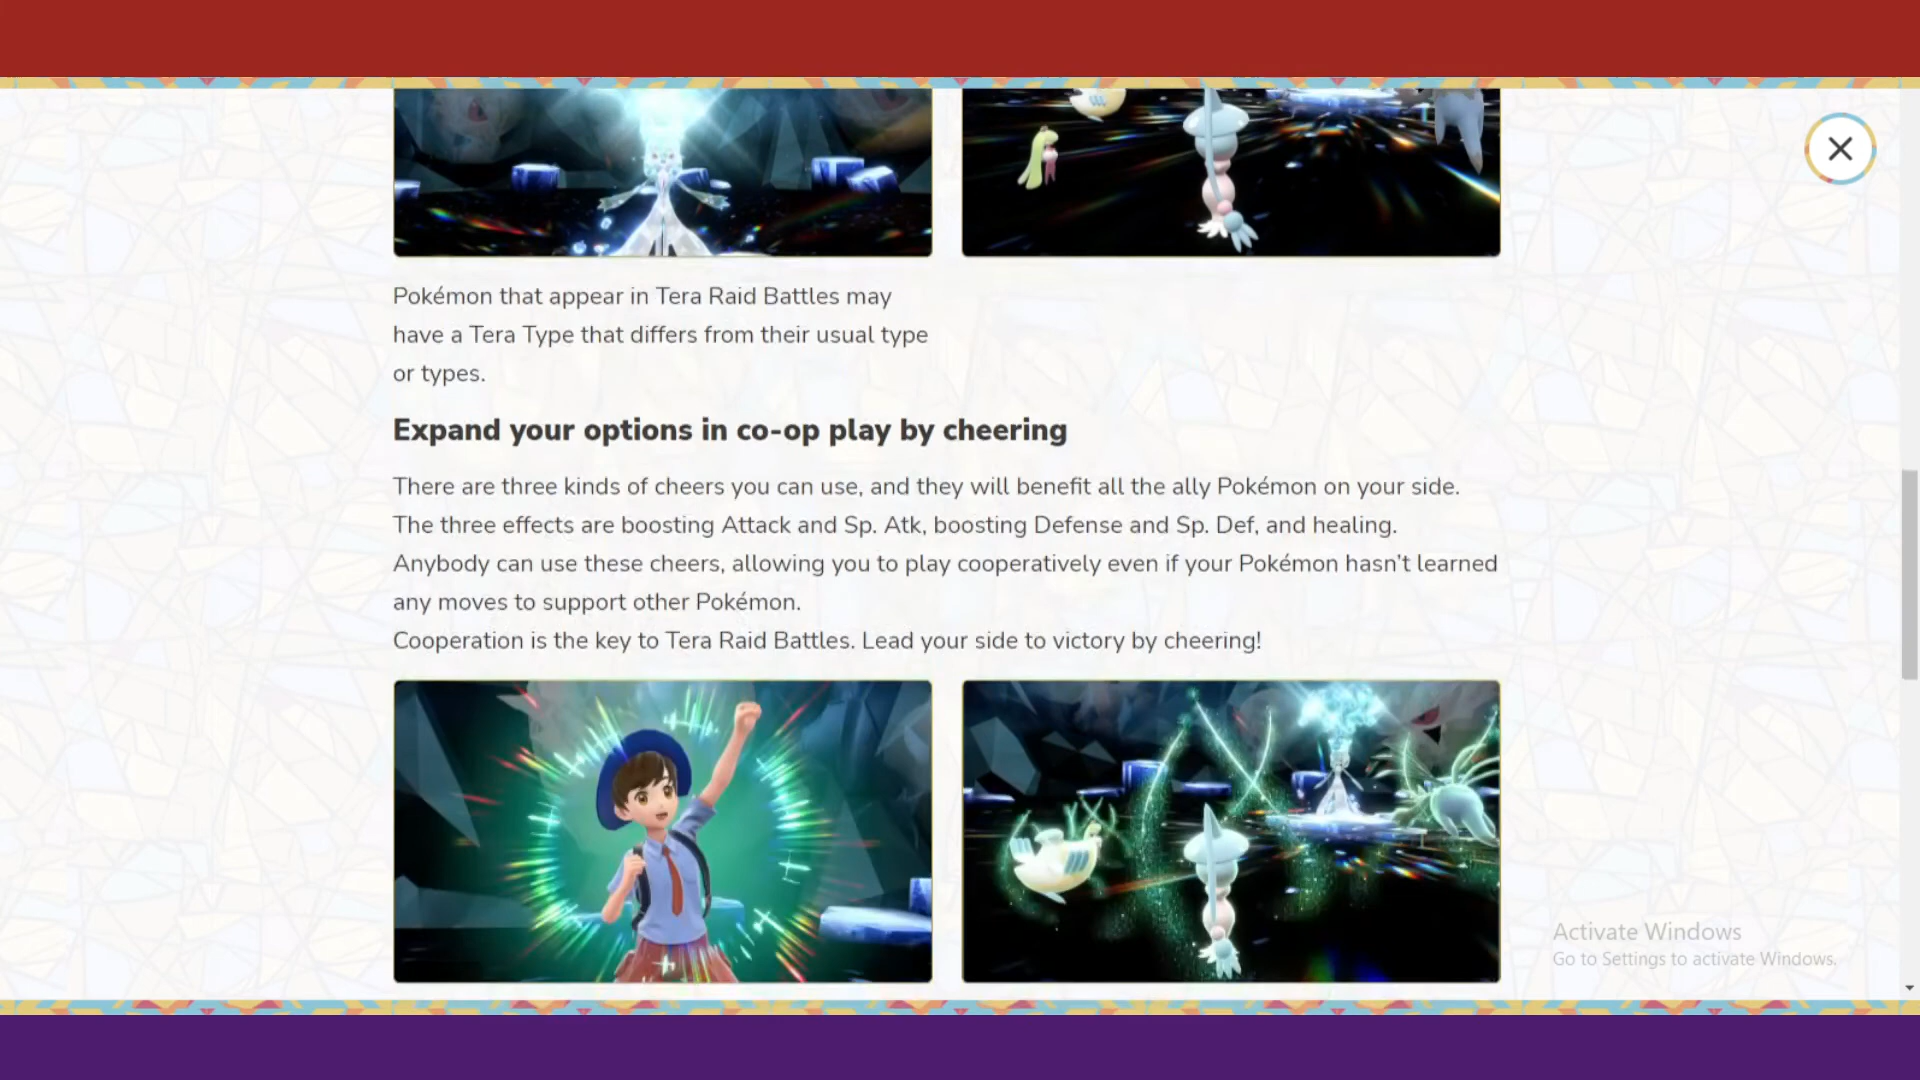 Pokémon that appear in Tera Raid Battles may
have a Tera Type that differs from their usual type
or types.
Expand your options in co-op play by cheering
There are three kinds of cheers you can use, and they will benefit all the ally Pokémon on your side.
The three effects are boosting Attack and Sp. Atk, boosting Defense and Sp. Def, and healing.
Anybody can use these cheers, allowing you to play cooperatively even if your Pokémon hasn't learned
any moves to support other Pokémon.
Cooperation is the key to Tera Raid Battles. Lead your side to victory by cheering!
Activate Windows
Go to Settings to activate Windows.